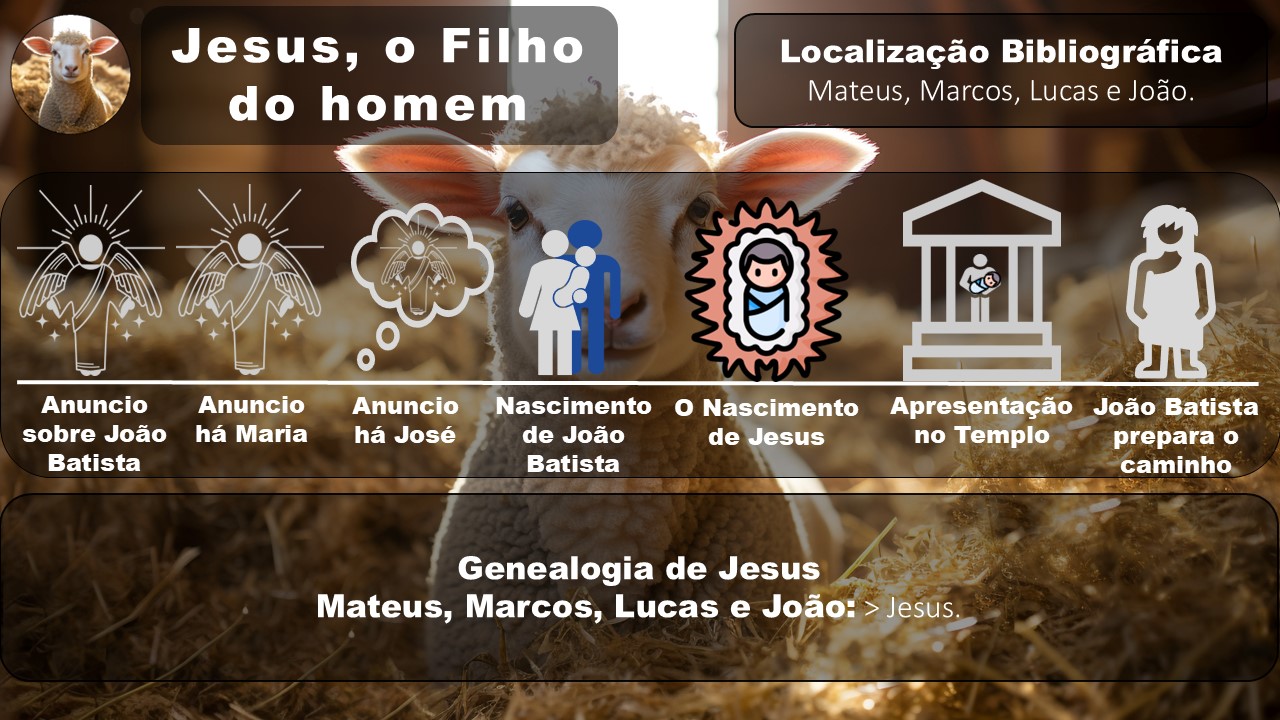 Jesus, o Filho
do homem
Localização Bibliográfica
Mateus, Marcos, Lucas e João.
Anuncio
sobre João
Batista
Anuncio
há Maria
Anuncio
há José
Nascimento
de João
Batista
O Nascimento
de Jesus
Apresentação
no Templo
João Batista
prepara o
caminho
Genealogia de Jesus
Mateus, Marcos, Lucas e João: > Jesus.